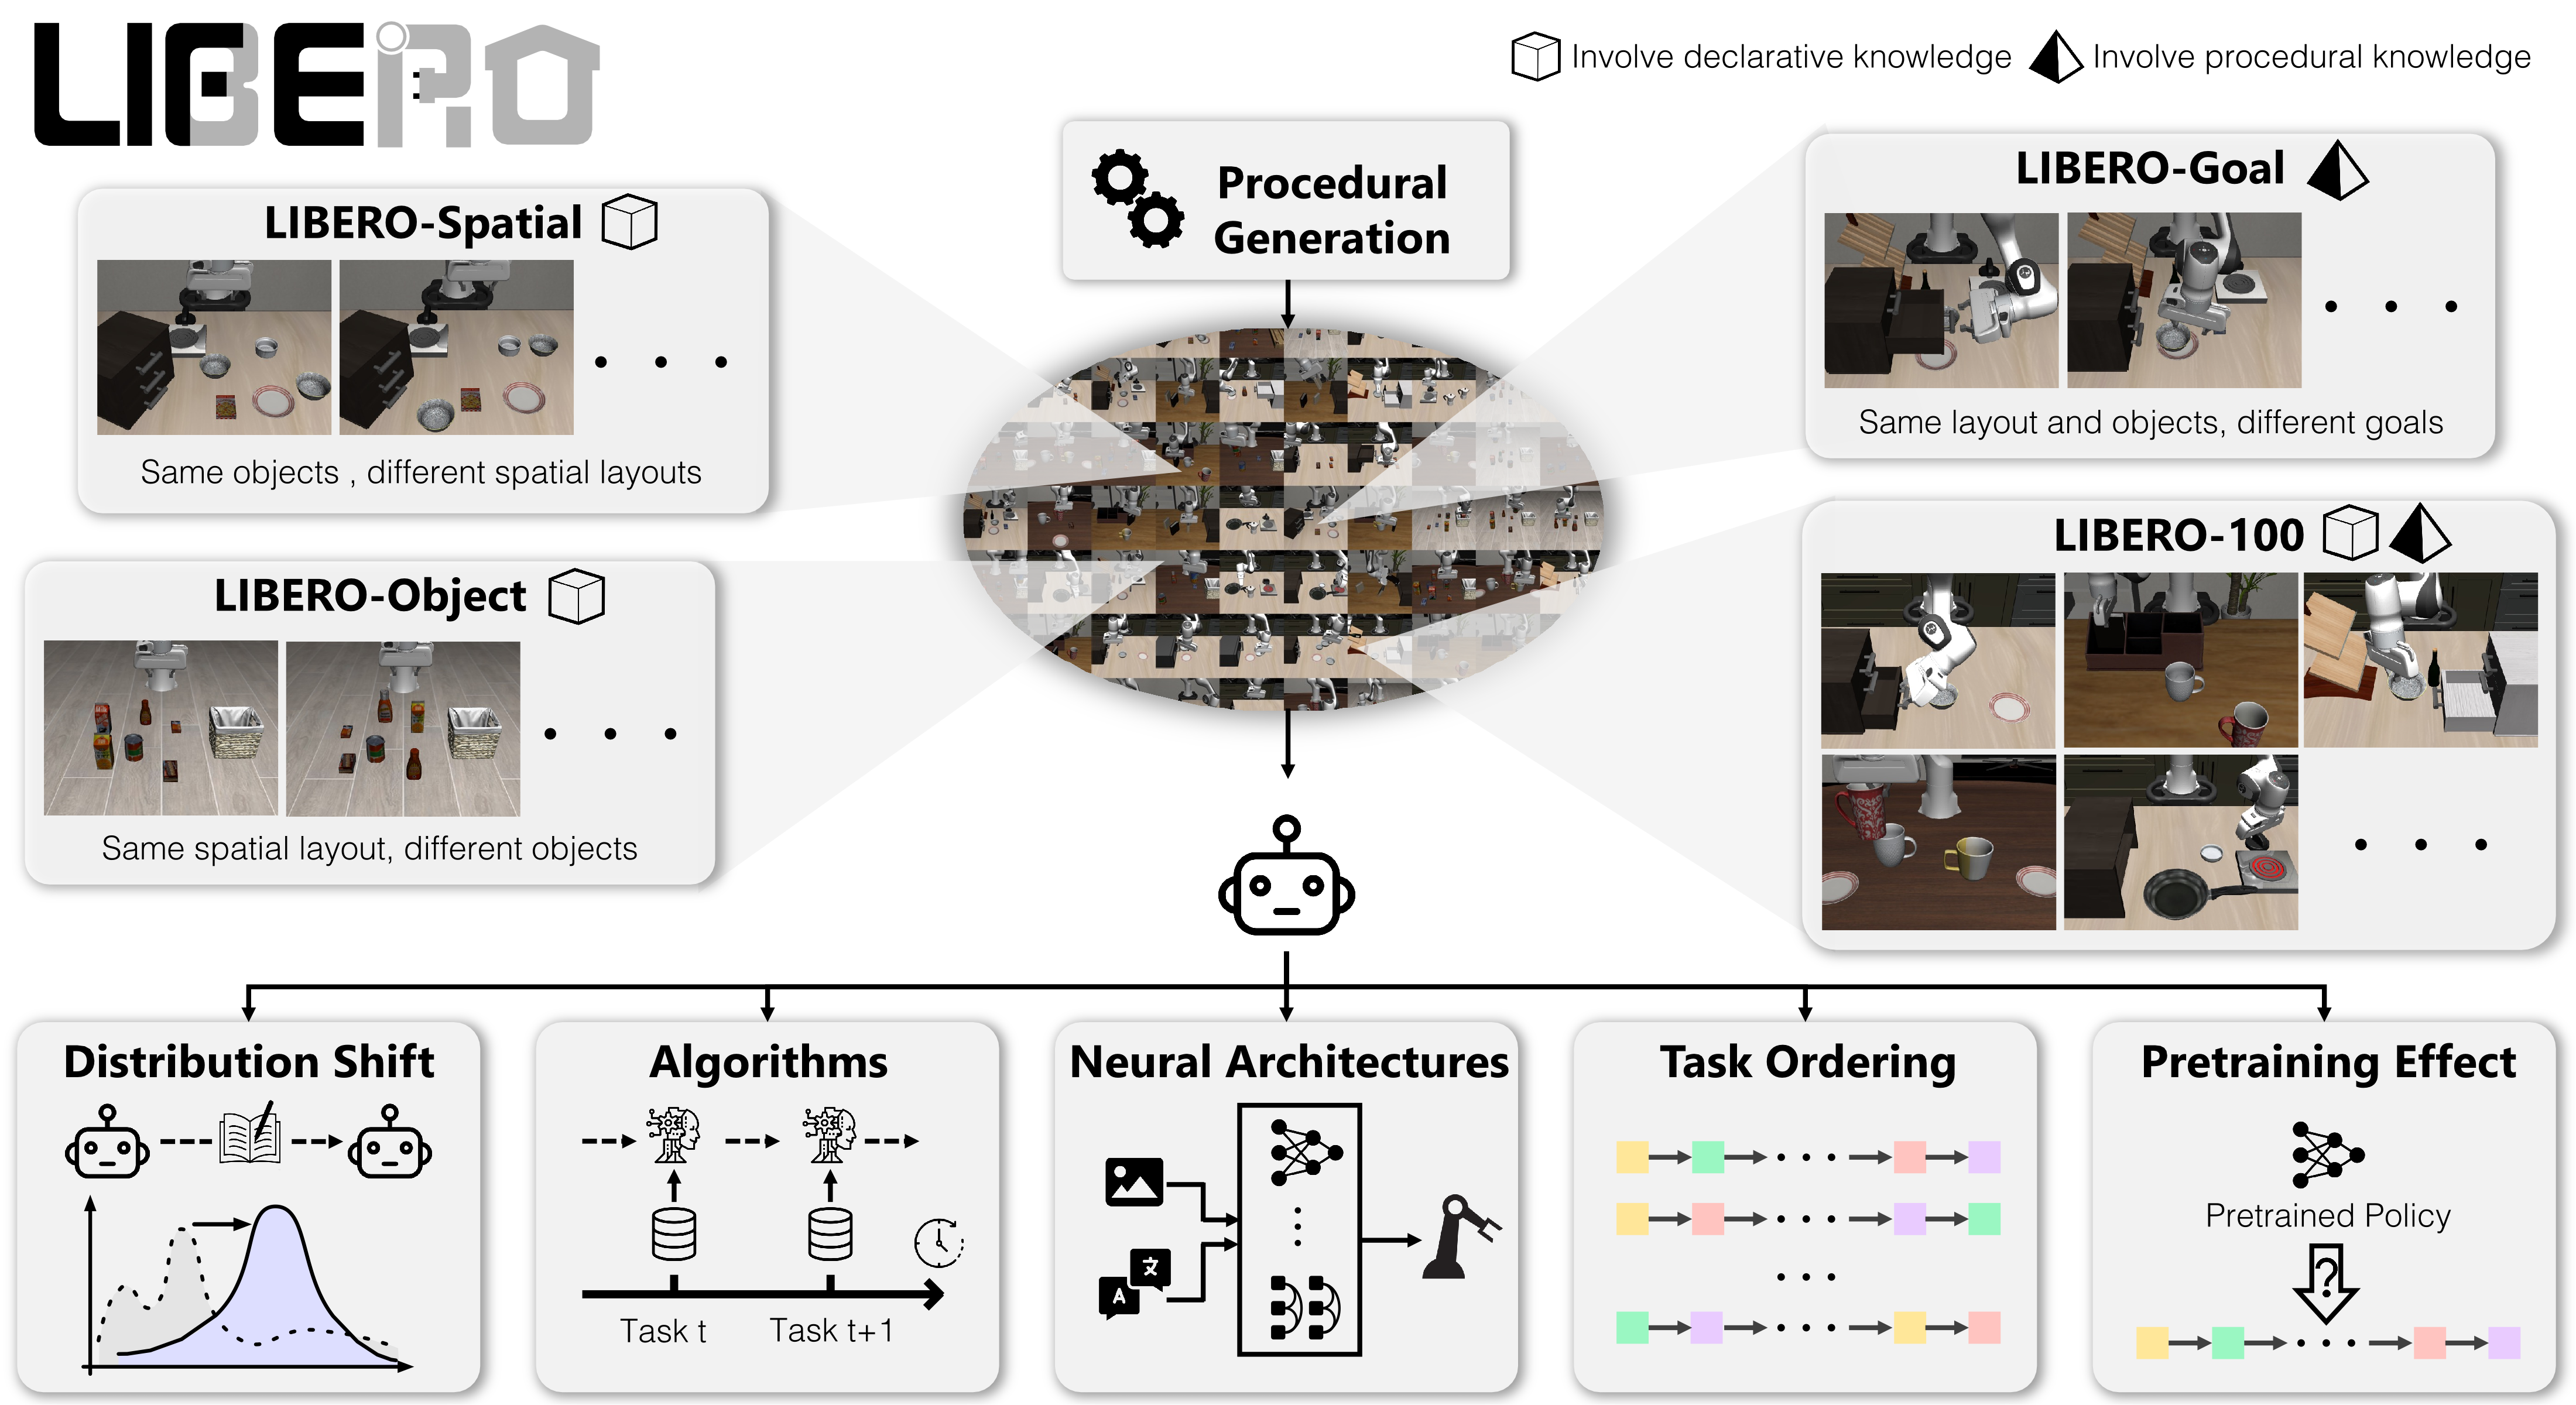 LIBERO
Involve declarative knowledge
Involve procedural knowledge
Procedural
Generation
LIBERO-Spatial
Same objects , different spatial layouts
LIBERO-Object
Same spatial layout, different objects
LIBERO-Goal
Same layout and objects, different goals
LIBERO-100
Distribution Shift
Algorithms
Task t
Task t+1
Neural Architectures
文
A
Task Ordering
Pretraining Effect
Pretrained Policy
?